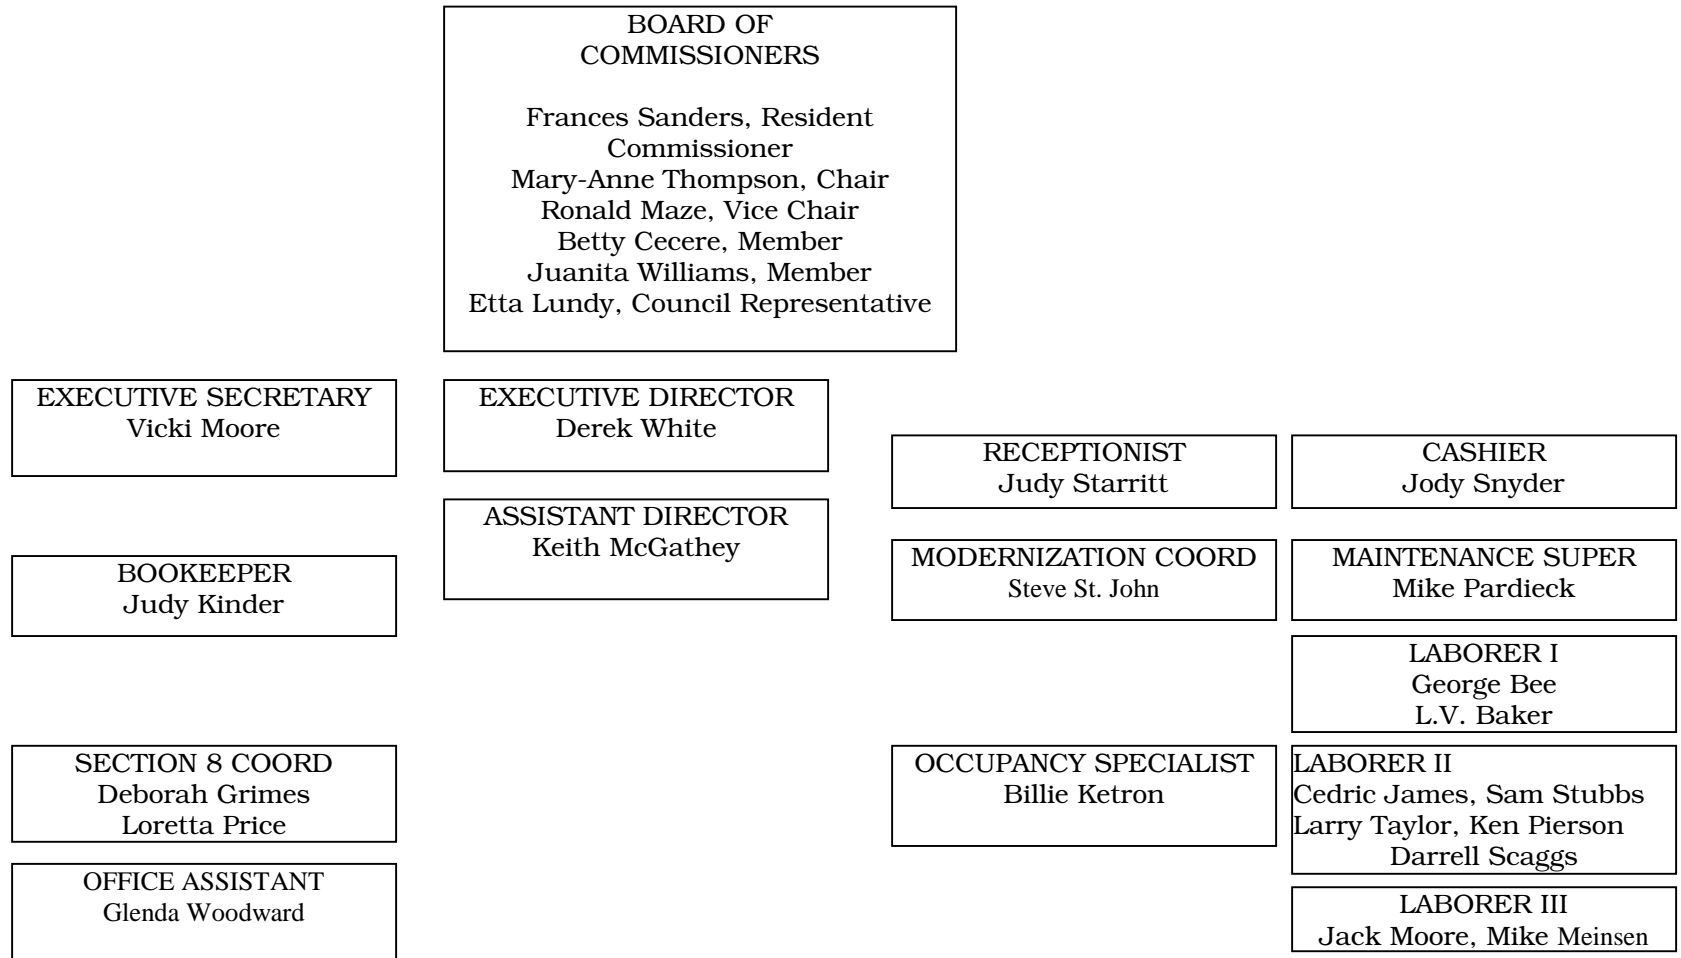 BOARD OF
COMMISSIONERS
Frances Sanders, Resident
Commissioner
Mary-Anne Thompson, Chair
Ronald Maze, Vice Chair
Betty Cecere, Member
Juanita Williams, Member
Etta Lundy, Council Representative
EXECUTIVE SECRETARY
Vicki Moore
EXECUTIVE DIRECTOR
Derek White
RECEPTIONIST
Judy Starritt
CASHIER
Jody Snyder
ASSISTANT DIRECTOR
Keith McGathey
BOOKEEPER
Judy Kinder
MODERNIZATION COORD
Steve St. John
MAINTENANCE SUPER
Mike Pardieck
LABORER I
George Bee
L.V. Baker
SECTION 8 COORD
Deborah Grimes
Loretta Price
OCCUPANCY SPECIALIST
Billie Ketron
LABORER II
Cedric James, Sam Stubbs
Larry Taylor, Ken Pierson
Darrell Scaggs
OFFICE ASSISTANT
Glenda Woodward
LABORER III
Jack Moore, Mike Meinsen